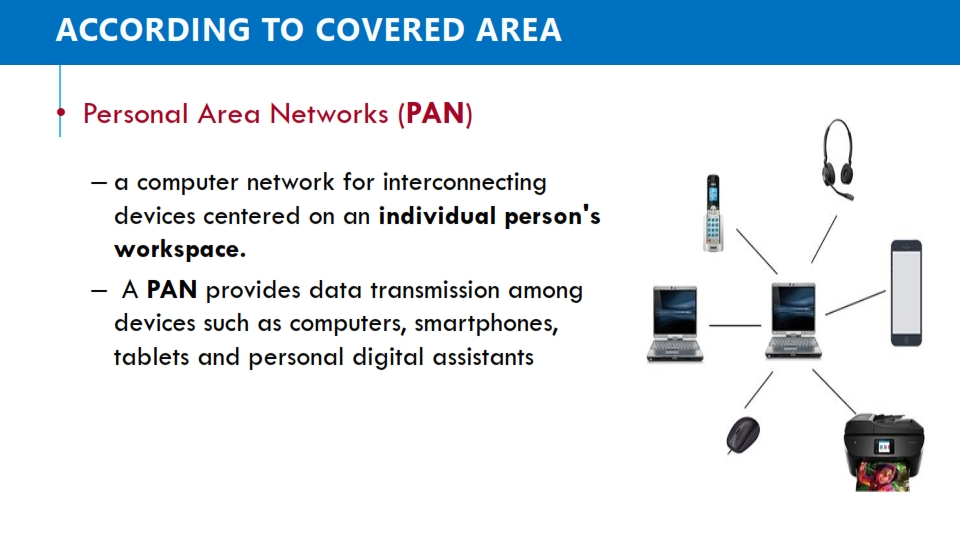 ACCORDING TO COVERED AREA
• Personal Area Networks (PAN)
– a computer network for interconnecting
devices centered on an individual person's
workspace.
– A PAN provides data transmission among
devices such as computers, smartphones,
tablets and personal digital assistants